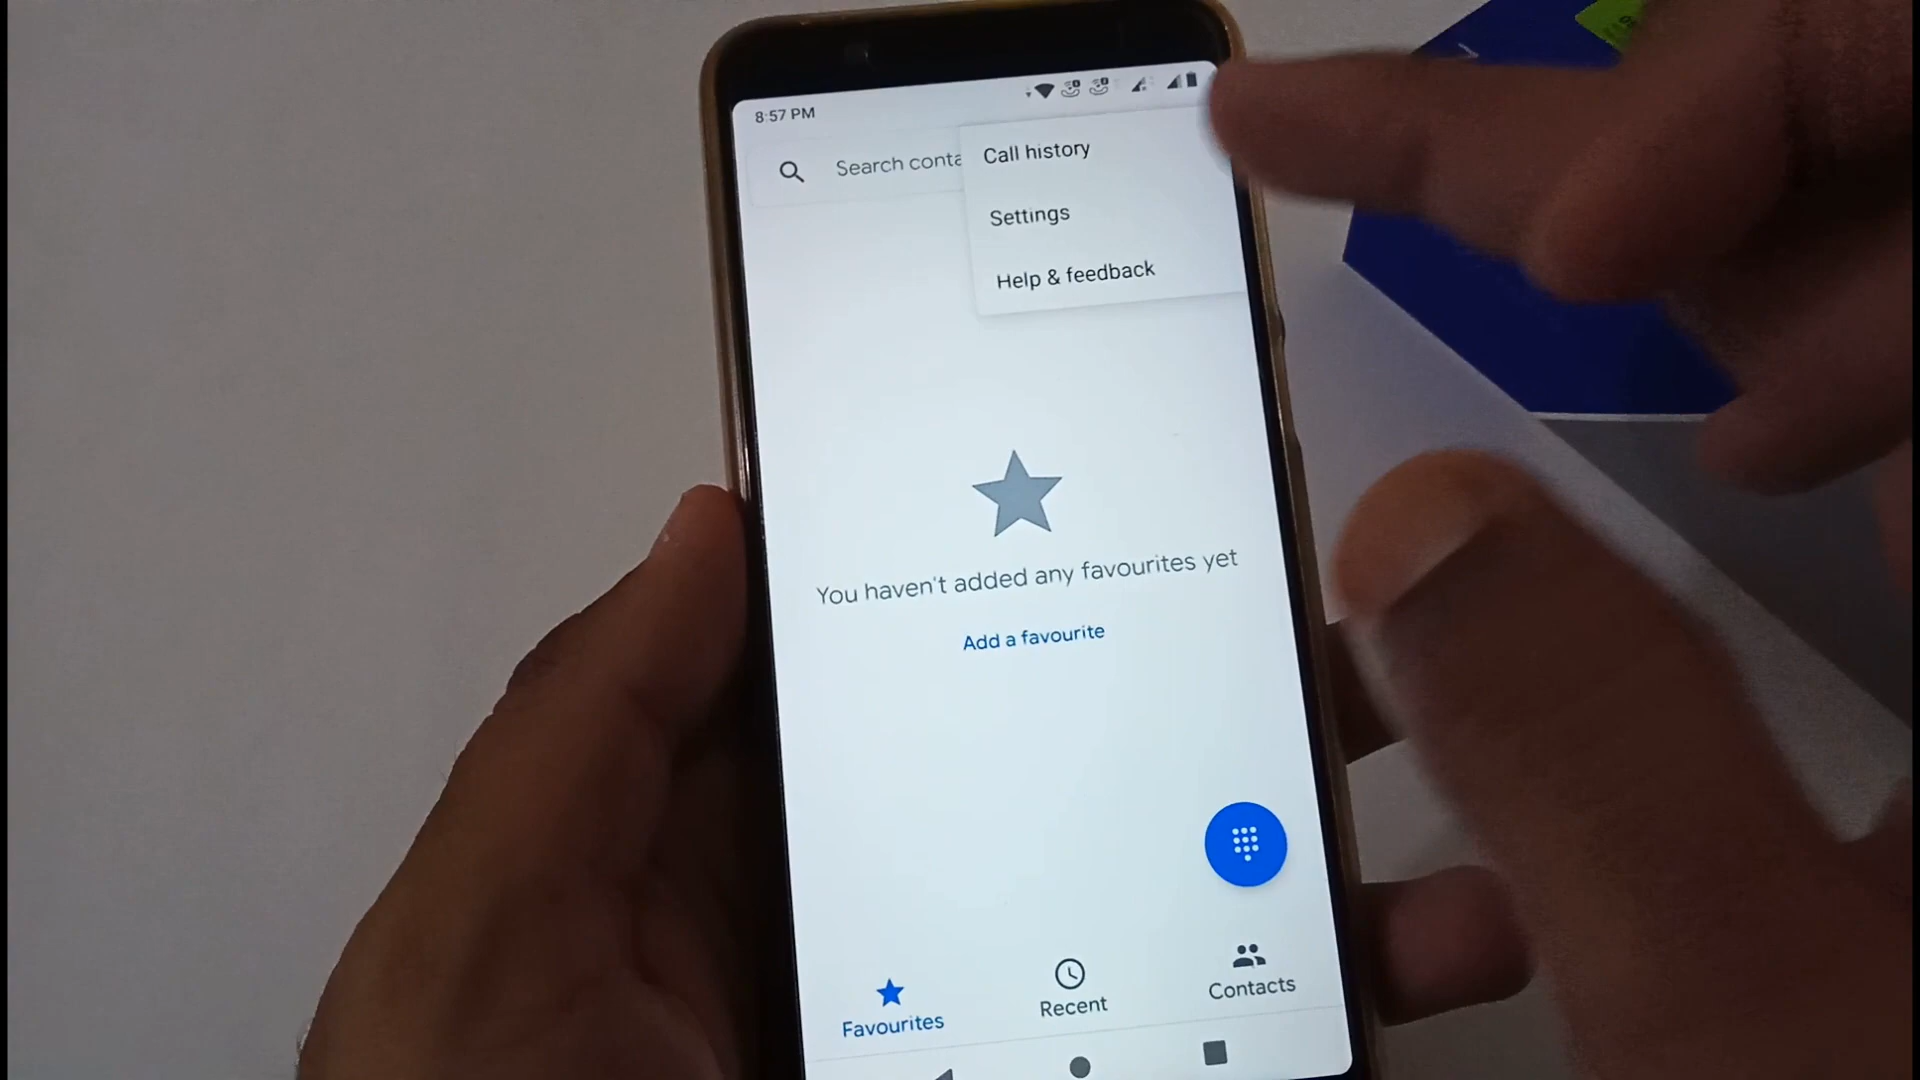 8:57 PM
Search conta
Call history
Settings
Help & feedback
You haven't added any favourites yet
Add a favourite
Favourites
Recent
Contacts